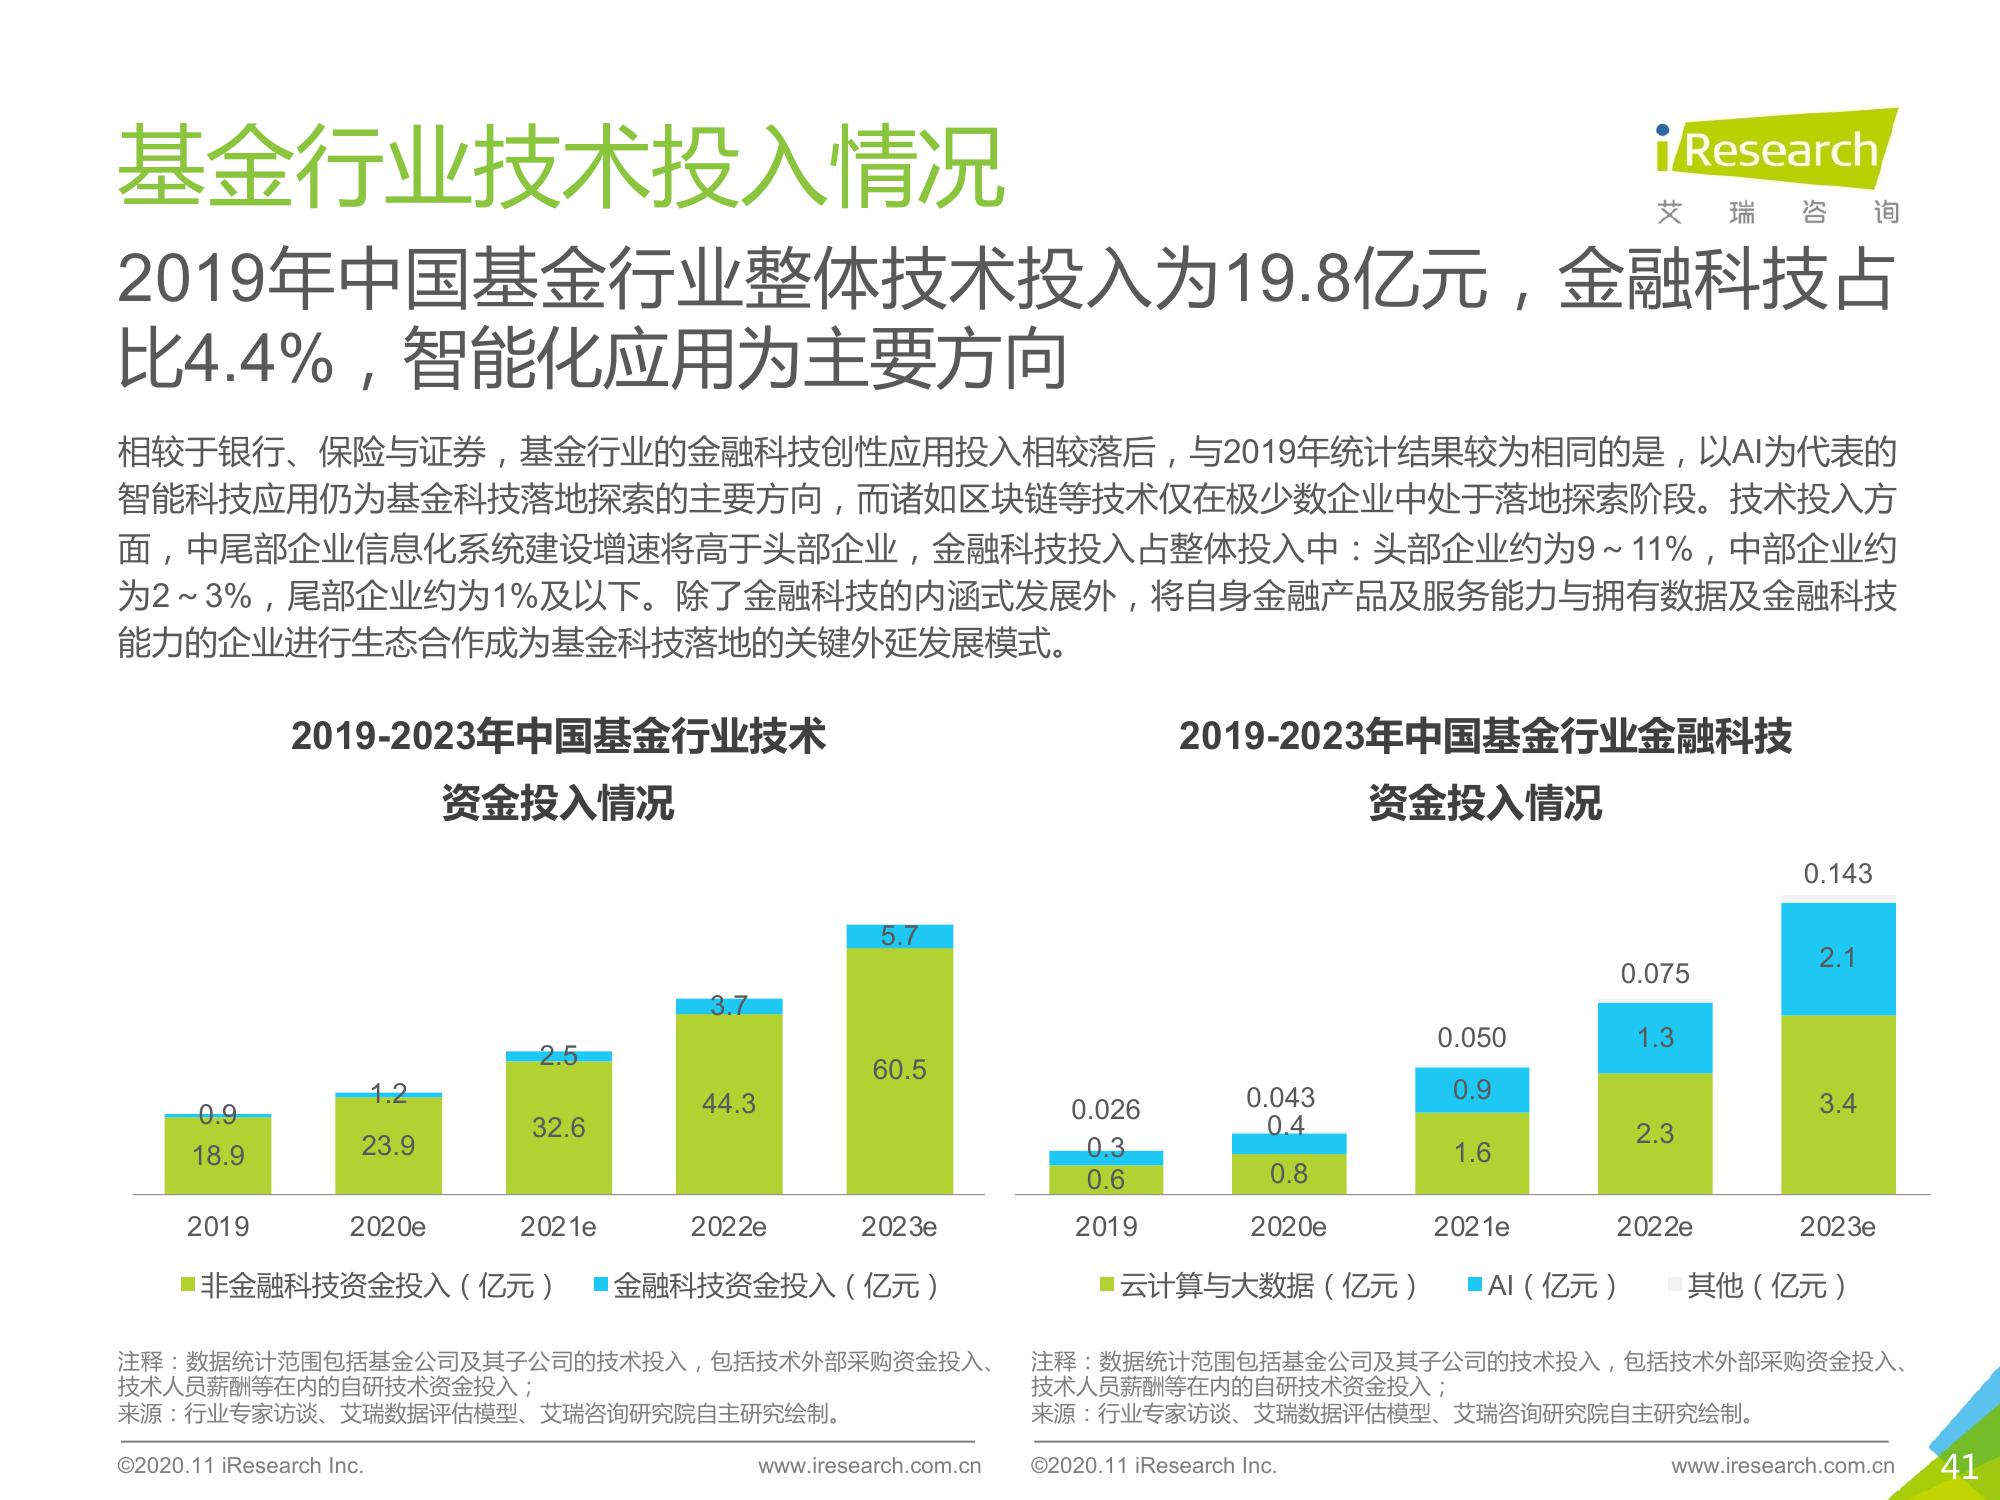 基金行业技术投入情况
iResearch
艾瑞咨询
2019年中国基金行业整体技术投入为19.8亿元，金融科技占
比4.4%，智能化应用为主要方向
相较于银行、保险与证券，基金行业的金融科技创性应用投入相较落后，与2019年统计结果较为相同的是，以AI为代表的
智能科技应用仍为基金科技落地探索的主要方向，而诸如区块链等技术仅在极少数企业中处于落地探索阶段。技术投入方
面，中尾部企业信息化系统建设增速将高于头部企业，金融科技投入占整体投入中：头部企业约为9～11%，中部企业约
为2～3%，尾部企业约为1%及以下。除了金融科技的内涵式发展外，将自身金融产品及服务能力与拥有数据及金融科技
能力的企业进行生态合作成为基金科技落地的关键外延发展模式。
2019-2023年中国基金行业技术
资金投入情况
0.9
18.9
1.2
23.9
2.5
32.6
3.7
44.3
5.7
60.5
2019 2020e 2021e 2022e 2023e
非金融科技资金投入（亿元） 金融科技资金投入（亿元）
注释：数据统计范围包括基金公司及其子公司的技术投入，包括技术外部采购资金投入、
技术人员薪酬等在内的自研技术资金投入；
来源：行业专家访谈、艾瑞数据评估模型、艾瑞咨询研究院自主研究绘制。
©2020.11 iResearch Inc. www.iresearch.com.cn
2019-2023年中国基金行业金融科技
资金投入情况
0.026
0.3
0.6
0.043
0.4
0.8
0.050
0.9
1.6
0.075
1.3
2.3
0.143
2.1
3.4
2019 2020e 2021e 2022e 2023e
云计算与大数据（亿元） AI（亿元） 其他（亿元）
注释：数据统计范围包括基金公司及其子公司的技术投入，包括技术外部采购资金投入、
技术人员薪酬等在内的自研技术资金投入；
来源：行业专家访谈、艾瑞数据评估模型、艾瑞咨询研究院自主研究绘制。
©2020.11 iResearch Inc. www.iresearch.com.cn
41